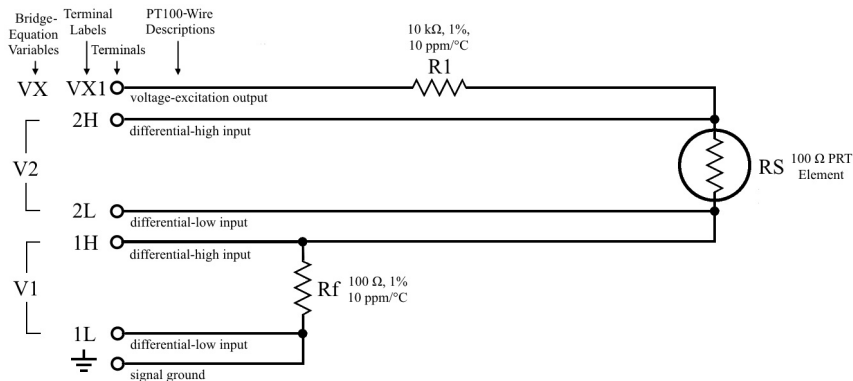 Bridge-
Equation
Variables
Terminal
Labels
Terminals
PT100-Wire
Descriptions
10 kΩ, 1%,
10 ppm/°C
R1
VX
VX1
voltage-excitation output
2H
differential-high input
V2
RS
100 Ω PRT
Element
2L
differential-low input
1H
differential-high input
V1
Rf
100 Ω, 1%
10 ppm/°C
1L
differential-low input
signal ground